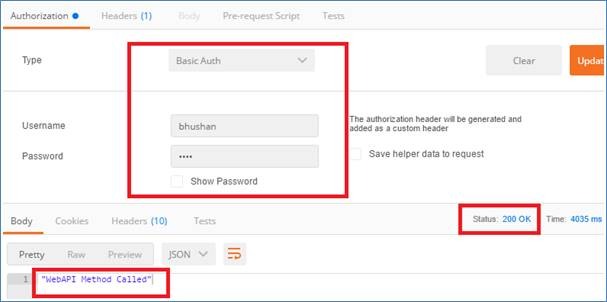 Authorization Headers (1) Body Pre-request Script Tests
Type Basic Auth Clear Updat
Username bhushan The authorization header will be generated and
added as a custom header
Password •••• Save helper data to request
Show Password
Body Cookies Headers (10) Tests Status: 200 OK Time: 4035 ms
Pretty Raw Preview JSON
1 "WebAPI Method Called"